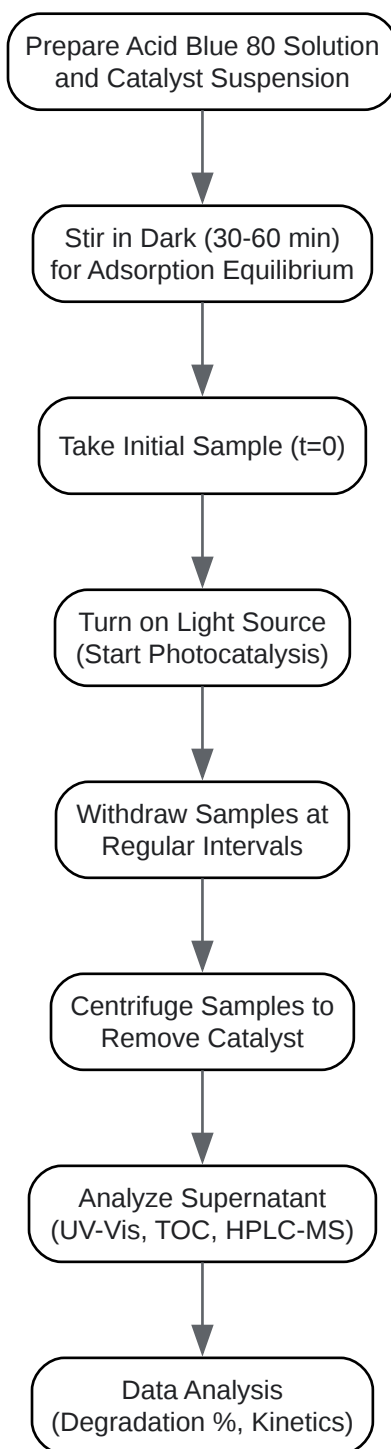 Prepare Acid Blue 80 Solution
and Catalyst Suspension
Stir in Dark (30-60 min)
for Adsorption Equilibrium
Take Initial Sample (t=0)
Turn on Light Source
(Start Photocatalysis)
Withdraw Samples at
Regular Intervals
Centrifuge Samples to
Remove Catalyst
Analyze Supernatant
(UV-Vis, TOC, HPLC-MS)
Data Analysis
(Degradation %, Kinetics)